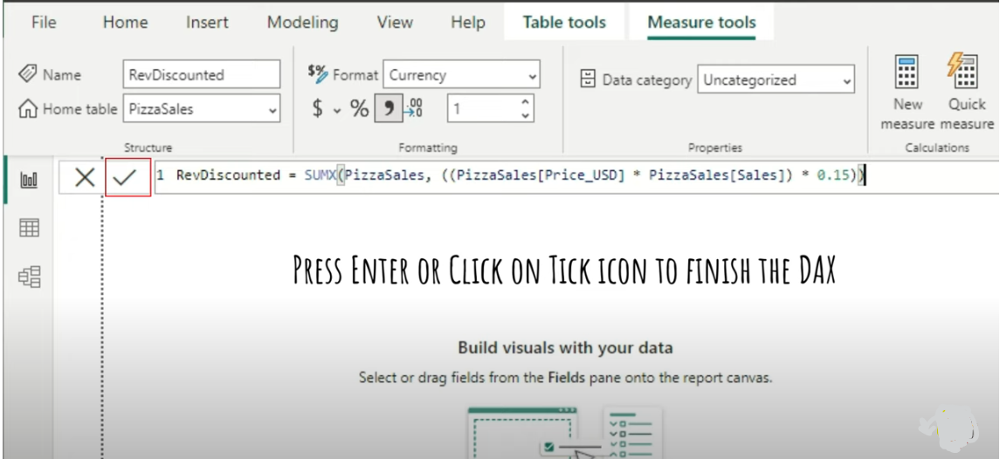 File Home Insert Modeling View Help Table tools Measure tools
Name RevDiscounted $% Format Currency Data category Uncategorized New measure Quick measure
Home table PizzaSales $ % , .00 →.0 1
Structure Formatting Properties Calculations
1 RevDiscounted = SUMX(PizzaSales, ((PizzaSales[Price_USD] * PizzaSales[Sales]) * 0.15))
Press Enter or Click on Tick icon to finish the DAX
Build visuals with your data
Select or drag fields from the Fields pane onto the report canvas.